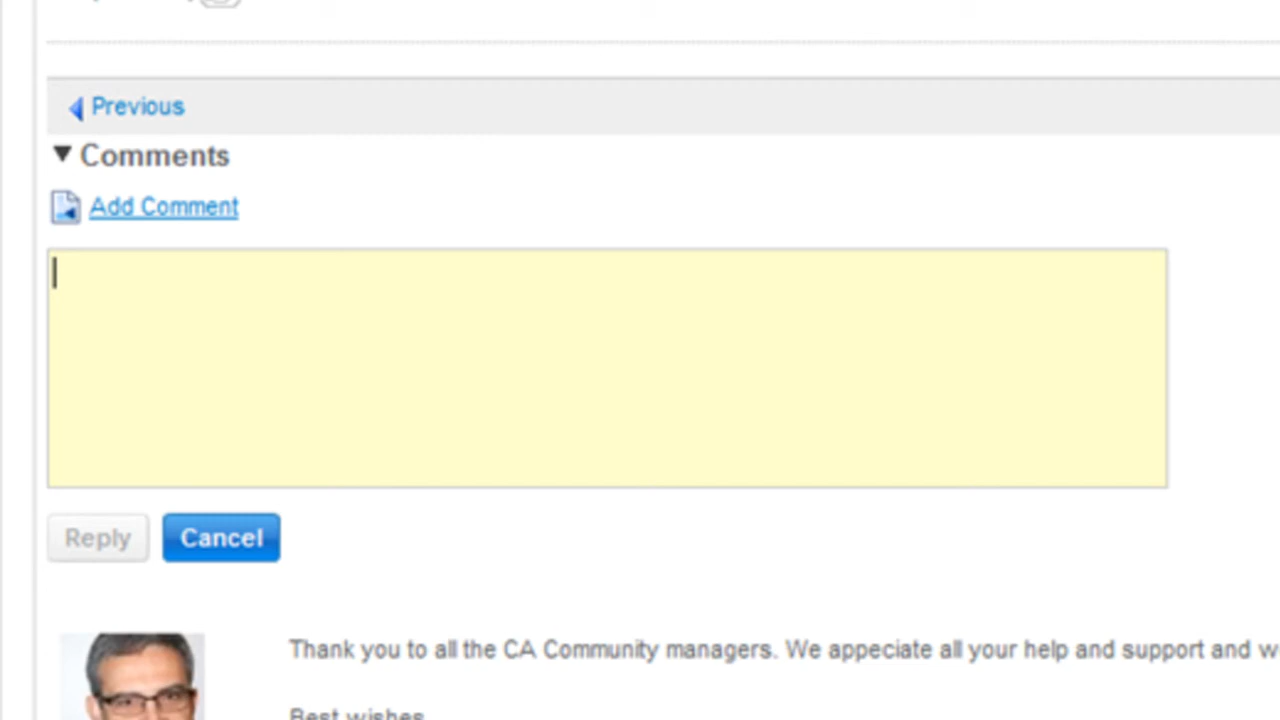 Previous
Comments
Add Comment
Reply Cancel
Thank you to all the CA Community managers. We appeciate all your help and support and
Best wishes